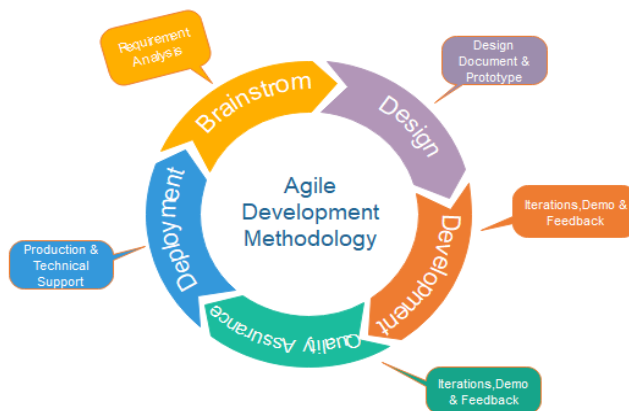 Requirement
Analysis
Brainstrom
Design
Document &
Prototype
Design
Agile
Development
Methodology
Iterations,Demo &
Feedback
Development
Deployment
Production &
Technical
Support
Quality Assurance
Iterations,Demo
& Feedback